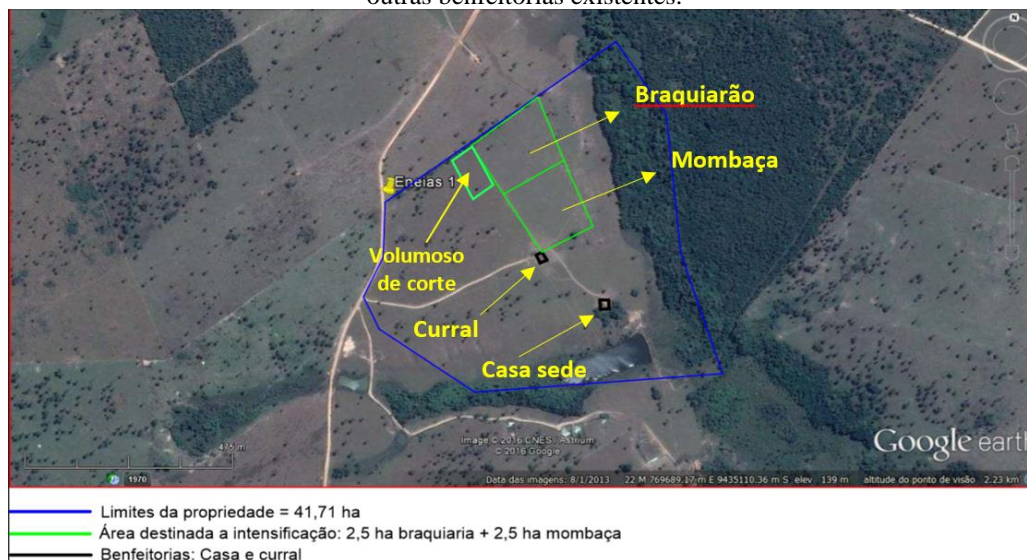 outras benfeitorias existentes.
N
Braquiarão
Mombaça
Eneias 1
Volumoso
de corte
Curral
Casa sede
475 m
Image © 2016 CNES / Astrium
© 2016 Google
Google earth
1970
Data das imagens: 8/1/2013 22 M 769689.17 m E 9435110.36 m S elev 139 m altitude do ponto de visão 2.23 km
Limites da propriedade = 41,71 ha
Área destinada a intensificação: 2,5 ha braquiaria + 2,5 ha mombaça
Benfeitorias: Casa e curral